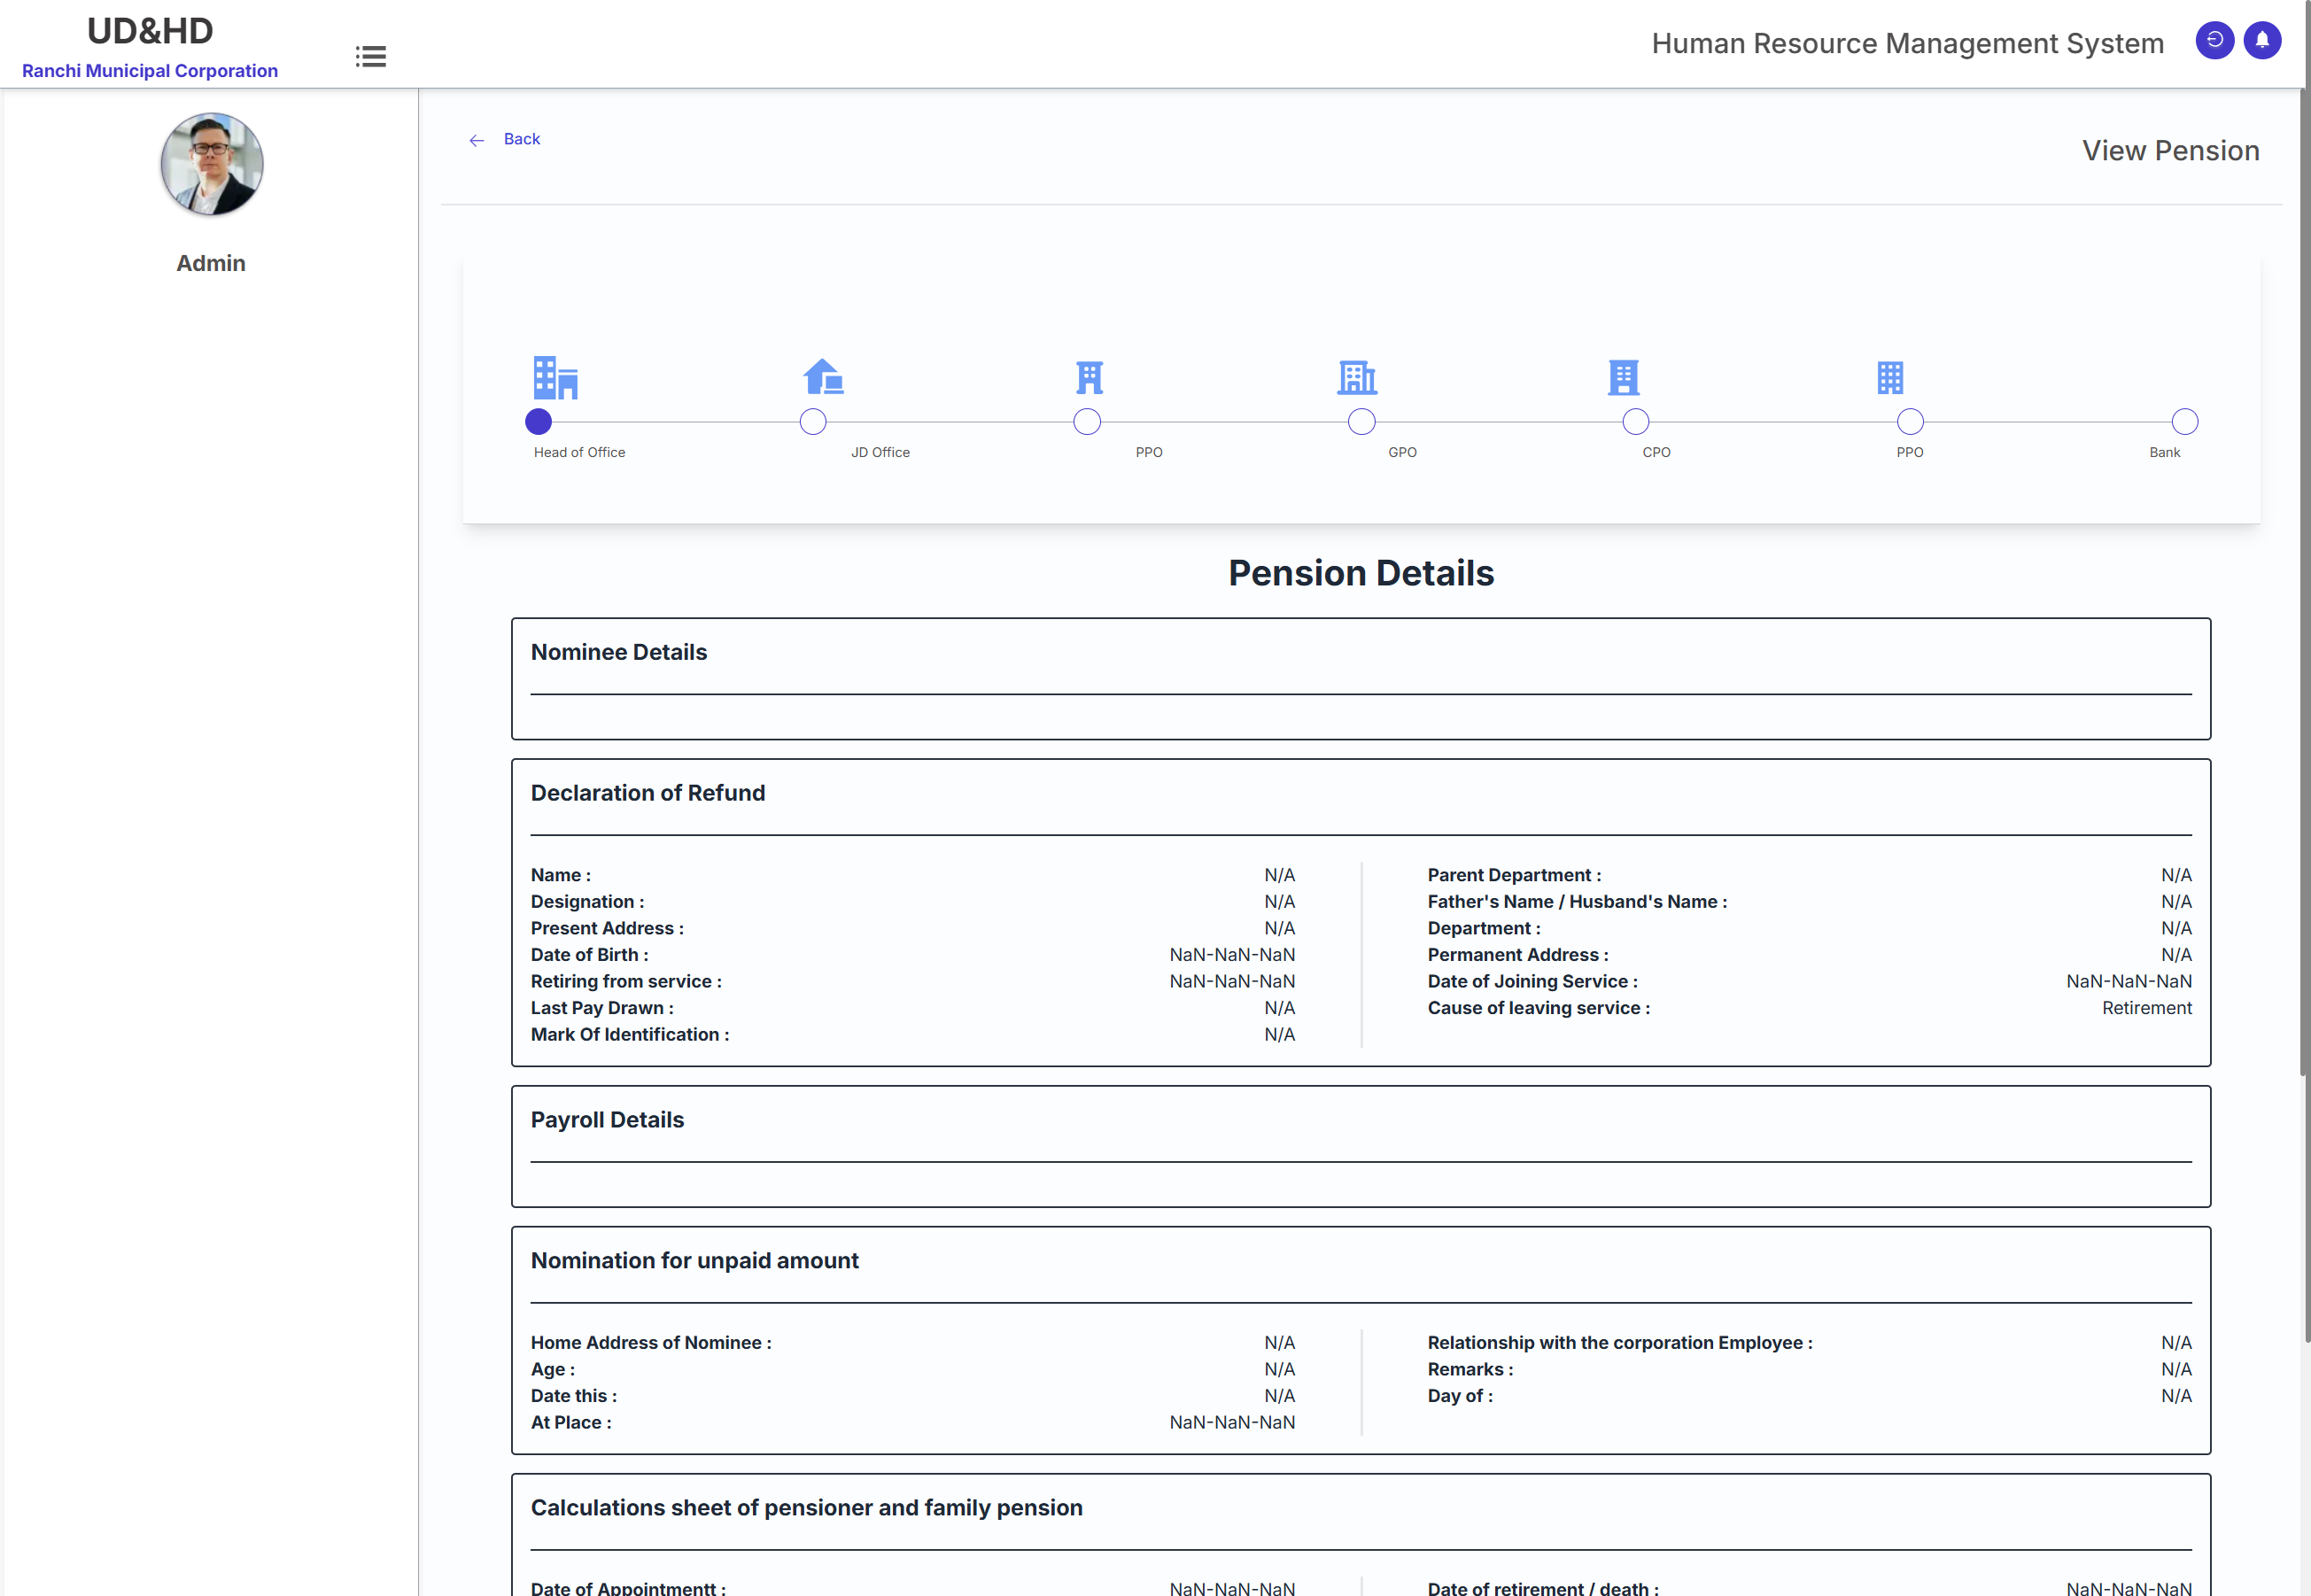 UD&HD
Ranchi Municipal Corporation
Human Resource Management System
Admin
Back
View Pension
Head of Office
JD Office
PPO
GPO
CPO
PPO
Bank
Pension Details
Nominee Details
Declaration of Refund
Name : N/A
Designation : N/A
Present Address : N/A
Date of Birth : NaN-NaN-NaN
Retiring from service : NaN-NaN-NaN
Last Pay Drawn : N/A
Mark Of Identification : N/A
Parent Department : N/A
Father's Name / Husband's Name : N/A
Department : N/A
Permanent Address : N/A
Date of Joining Service : NaN-NaN-NaN
Cause of leaving service : Retirement
Payroll Details
Nomination for unpaid amount
Home Address of Nominee : N/A
Age : N/A
Date this : N/A
At Place : NaN-NaN-NaN
Relationship with the corporation Employee : N/A
Remarks : N/A
Day of : N/A
Calculations sheet of pensioner and family pension
Date of Appointmentt : NaN-NaN-NaN
Date of retirement / death : NaN-NaN-NaN